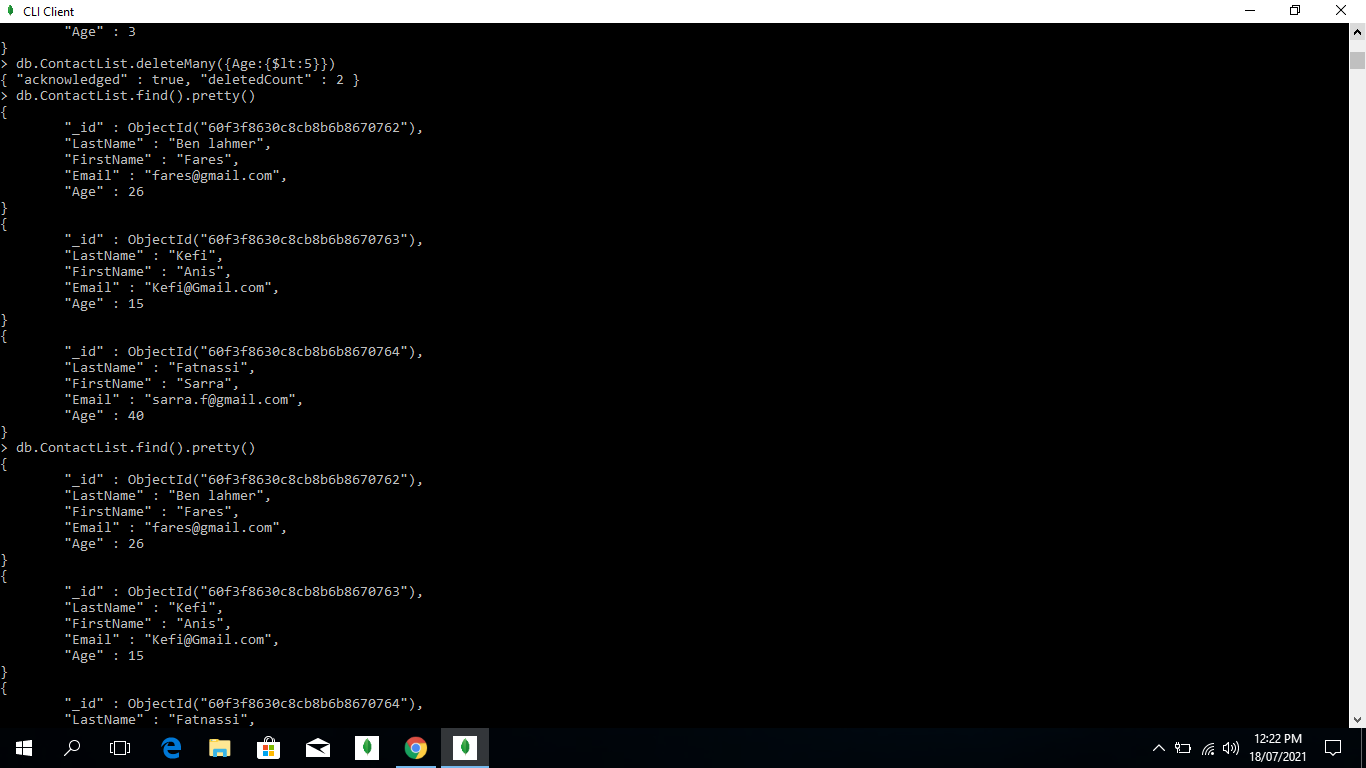 CLI Client
        "Age" : 3
}
> db.ContactList.deleteMany({Age:{$lt:5}})
{ "acknowledged" : true, "deletedCount" : 2 }
> db.ContactList.find().pretty()
{
        "_id" : ObjectId("60f3f8630c8cb8b6b8670762"),
        "LastName" : "Ben lahmer",
        "FirstName" : "Fares",
        "Email" : "fares@gmail.com",
        "Age" : 26
}
{
        "_id" : ObjectId("60f3f8630c8cb8b6b8670763"),
        "LastName" : "Kefi",
        "FirstName" : "Anis",
        "Email" : "Kefi@Gmail.com",
        "Age" : 15
}
{
        "_id" : ObjectId("60f3f8630c8cb8b6b8670764"),
        "LastName" : "Fatnassi",
        "FirstName" : "Sarra",
        "Email" : "sarra.f@gmail.com",
        "Age" : 40
}
> db.ContactList.find().pretty()
{
        "_id" : ObjectId("60f3f8630c8cb8b6b8670762"),
        "LastName" : "Ben lahmer",
        "FirstName" : "Fares",
        "Email" : "fares@gmail.com",
        "Age" : 26
}
{
        "_id" : ObjectId("60f3f8630c8cb8b6b8670763"),
        "LastName" : "Kefi",
        "FirstName" : "Anis",
        "Email" : "Kefi@Gmail.com",
        "Age" : 15
}
{
        "_id" : ObjectId("60f3f8630c8cb8b6b8670764"),
        "LastName" : "Fatnassi",
12:22 PM
18/07/2021